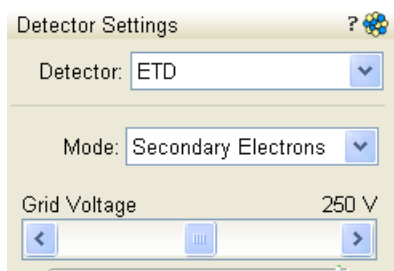 Detector Settings ?
Detector: ETD
Mode: Secondary Electrons
Grid Voltage 250 V